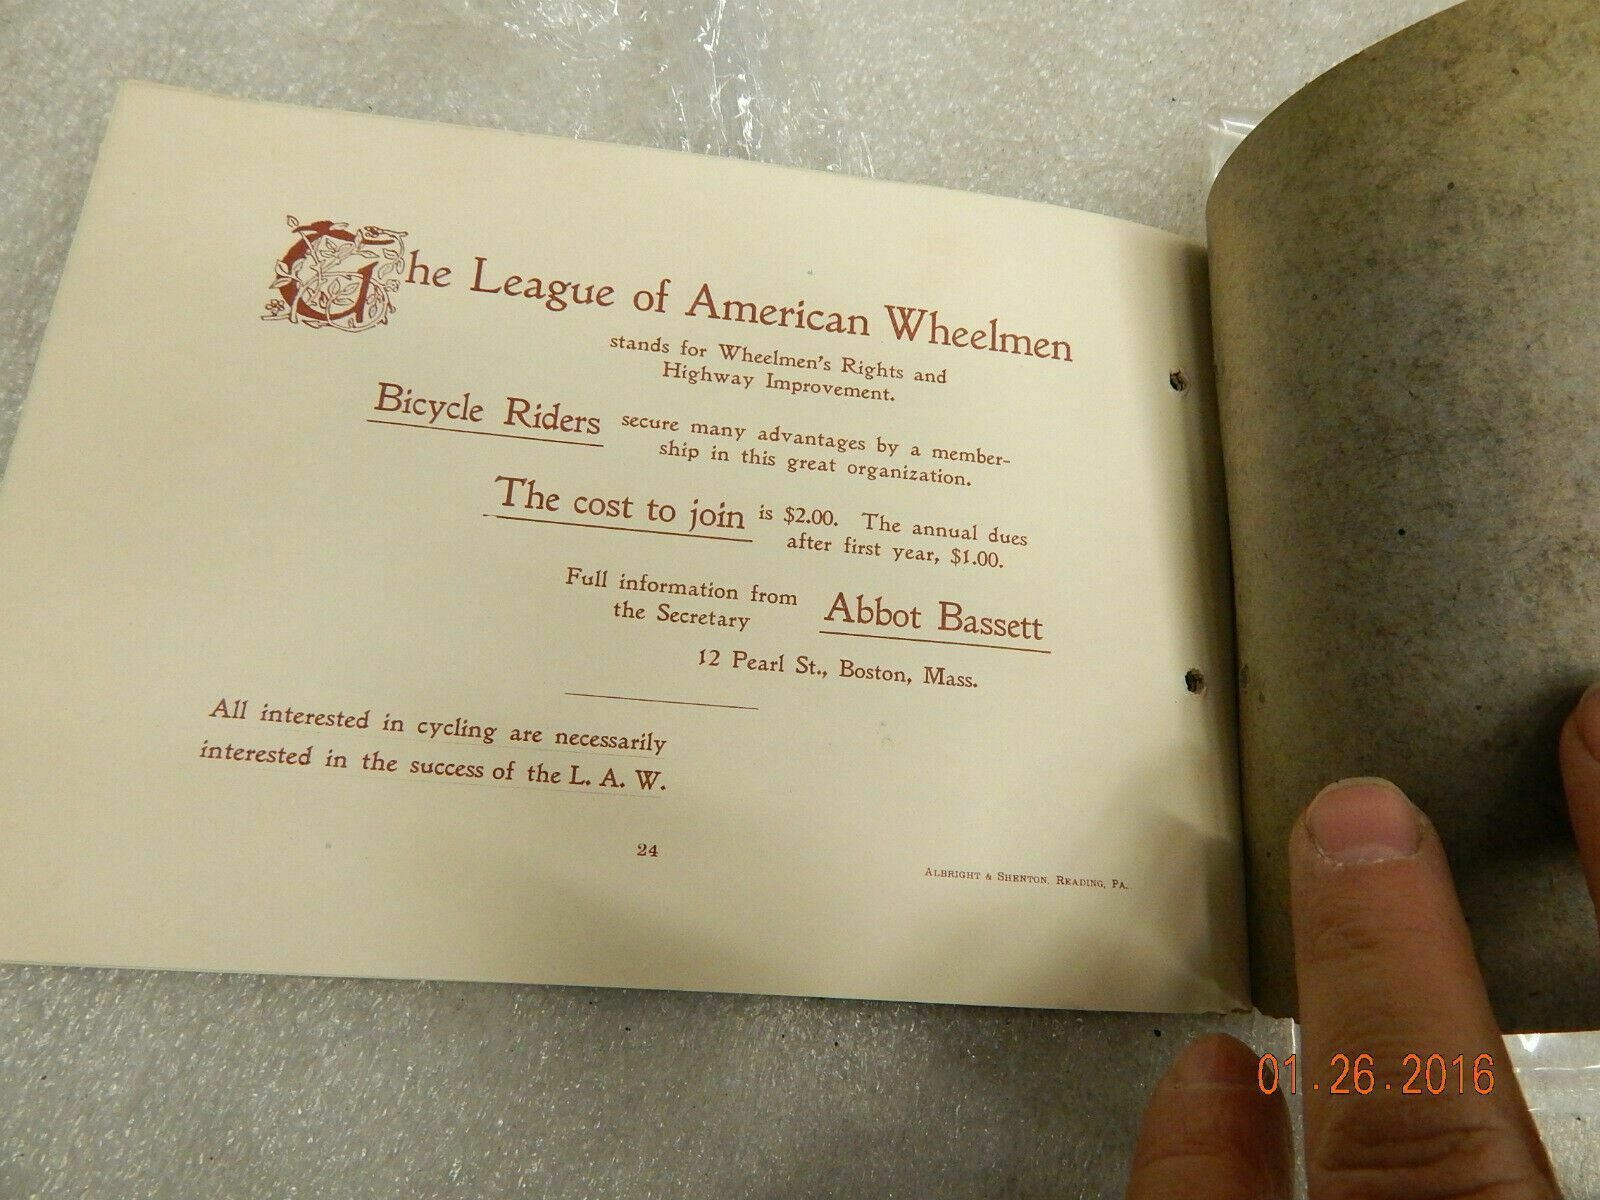 The League of American Wheelmen
stands for Wheelmen's Rights and
Highway Improvement.
Bicycle Riders secure many advantages by a member-
ship in this great organization.
The cost to join is $2.00. The annual dues
after first year, $1.00.
Full information from
the Secretary
Abbot Bassett
12 Pearl St., Boston, Mass.
All interested in cycling are necessarily
interested in the success of the L. A. W.
24
ALBRIGHT & SHENTON, READING, PA.
01.26.2016